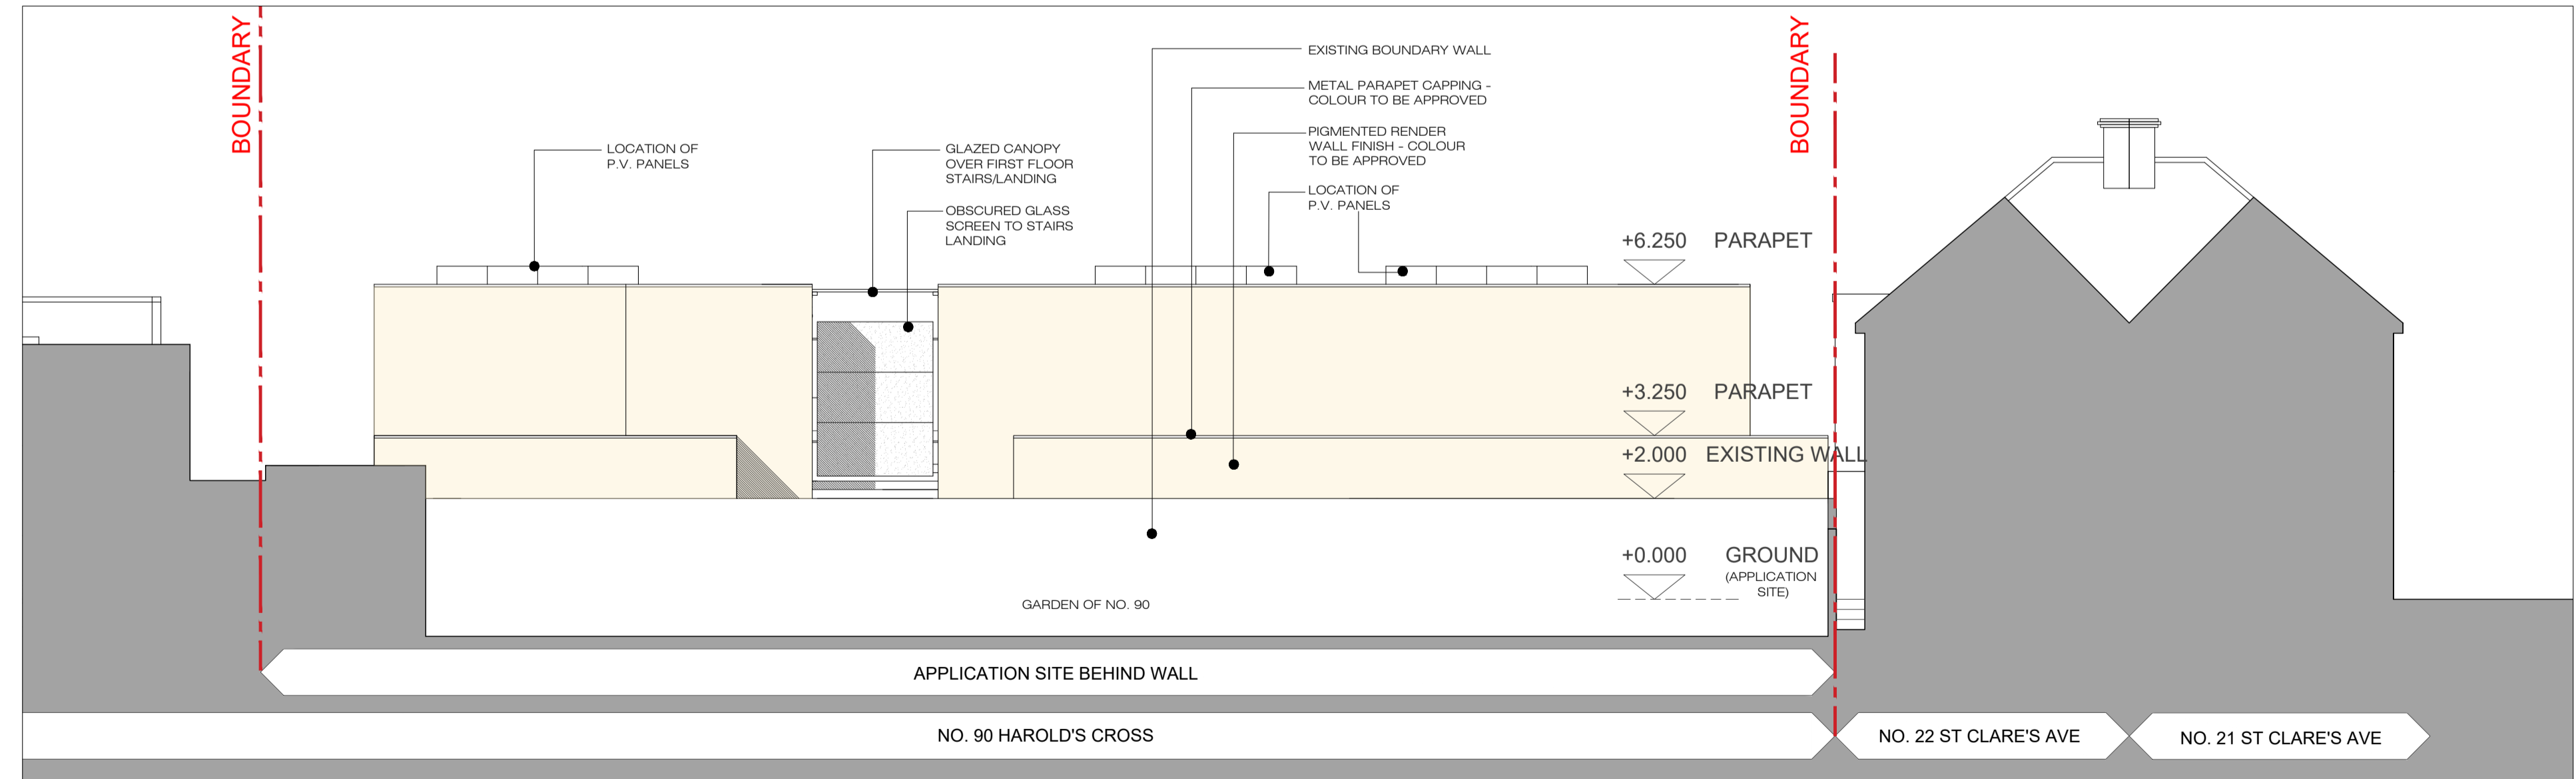 BOUNDARY
BOUNDARY
EXISTING BOUNDARY WALL
METAL PARAPET CAPPING -
COLOUR TO BE APPROVED
PIGMENTED RENDER
WALL FINISH - COLOUR
TO BE APPROVED
LOCATION OF
P.V. PANELS
GLAZED CANOPY
OVER FIRST FLOOR
STAIRS/LANDING
LOCATION OF
P.V. PANELS
OBSCURED GLASS
SCREEN TO STAIRS
LANDING
+6.250 PARAPET
+3.250 PARAPET
+2.000 EXISTING WALL
+0.000 GROUND
(APPLICATION
SITE)
GARDEN OF NO. 90
APPLICATION SITE BEHIND WALL
NO. 90 HAROLD'S CROSS
NO. 22 ST CLARE'S AVE
NO. 21 ST CLARE'S AVE